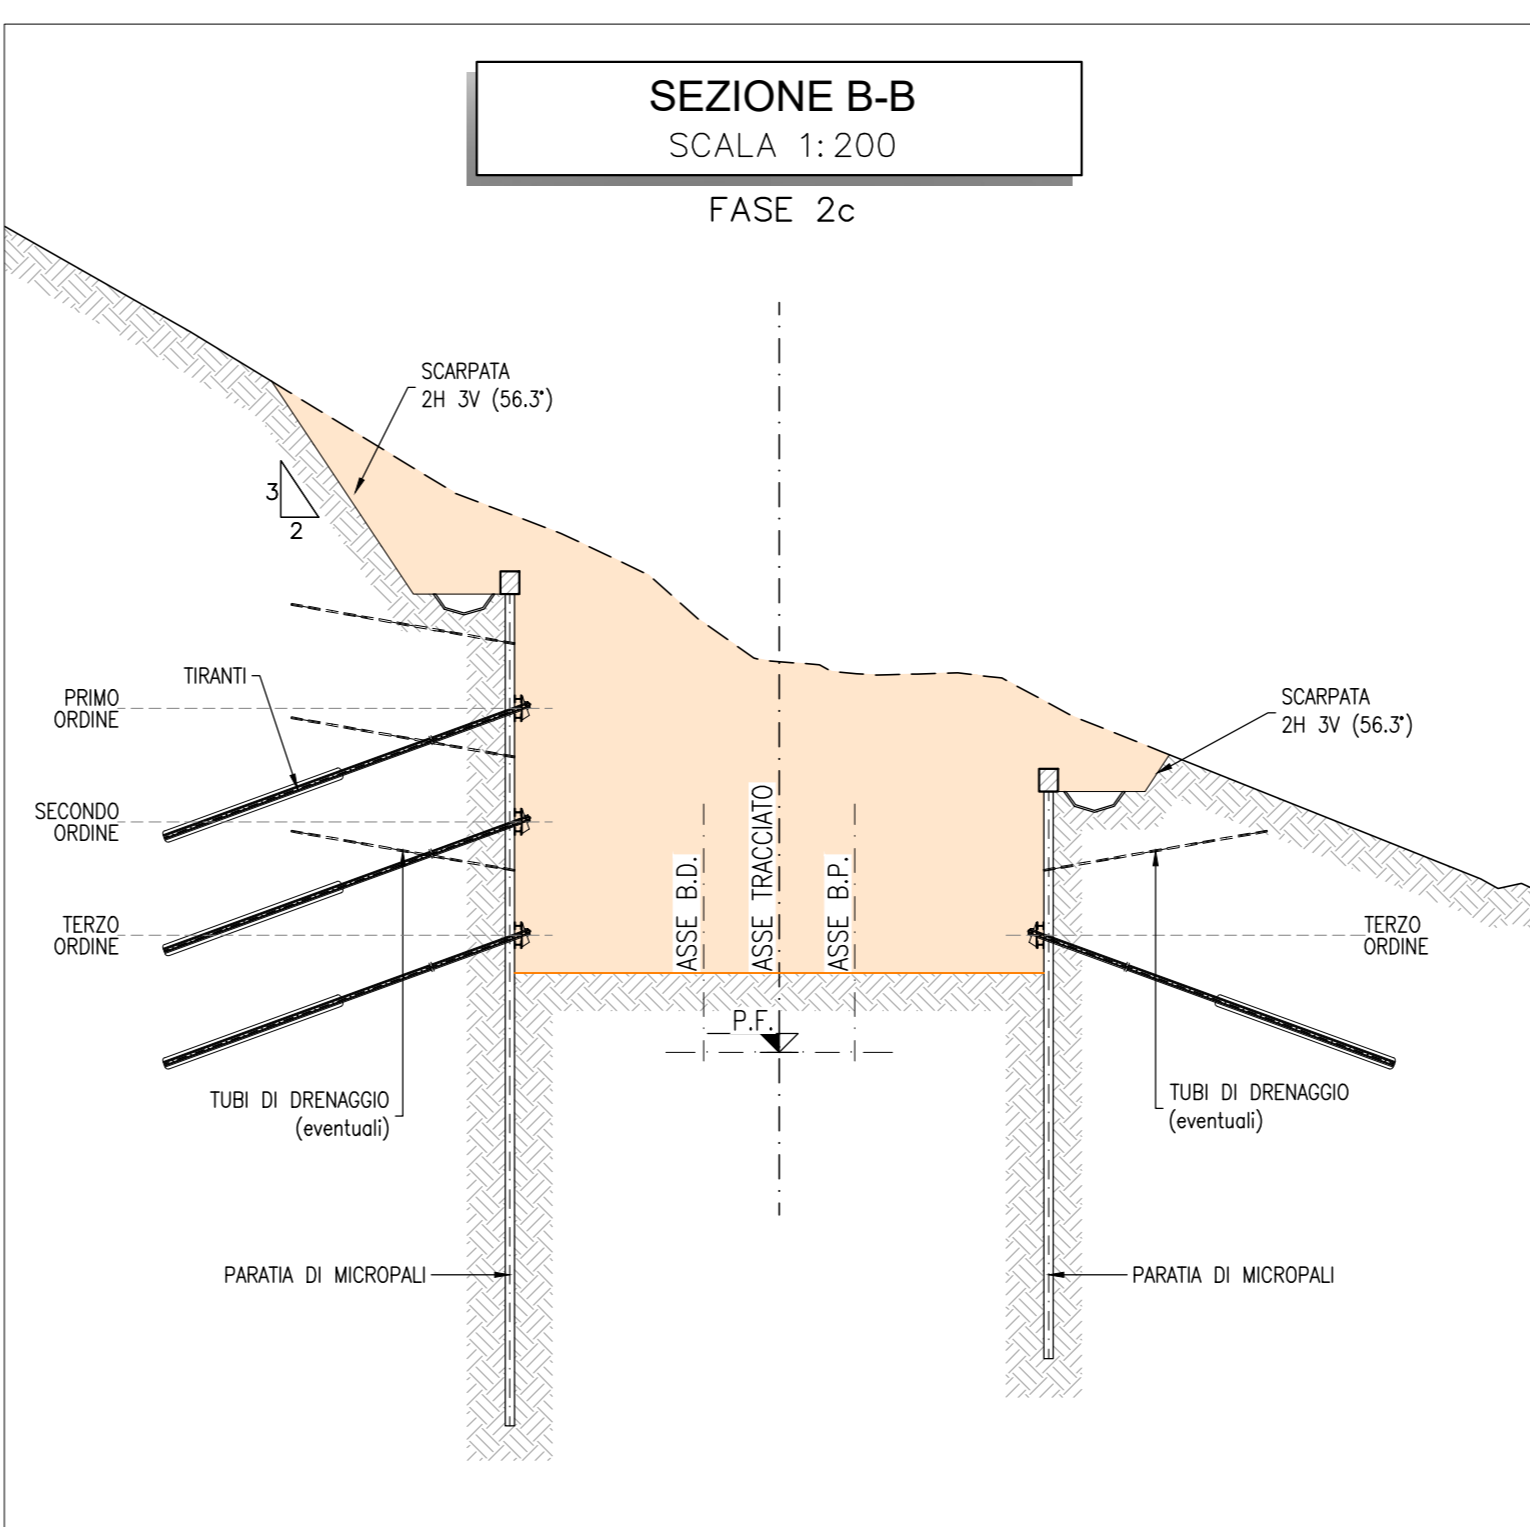 SEZIONE B-B
SCALA 1:200
FASE 2c
SCARPATA
2H 3V (56.3°)
3
2
TIRANTI
PRIMO
ORDINE
SECONDO
ORDINE
TERZO
ORDINE
SCARPATA
2H 3V (56.3°)
TERZO
ORDINE
ASSE B.D.
ASSE TRACCIATO
ASSE B.P.
P.F.
TUBI DI DRENAGGIO
(eventuali)
TUBI DI DRENAGGIO
(eventuali)
PARATIA DI MICROPALI
PARATIA DI MICROPALI